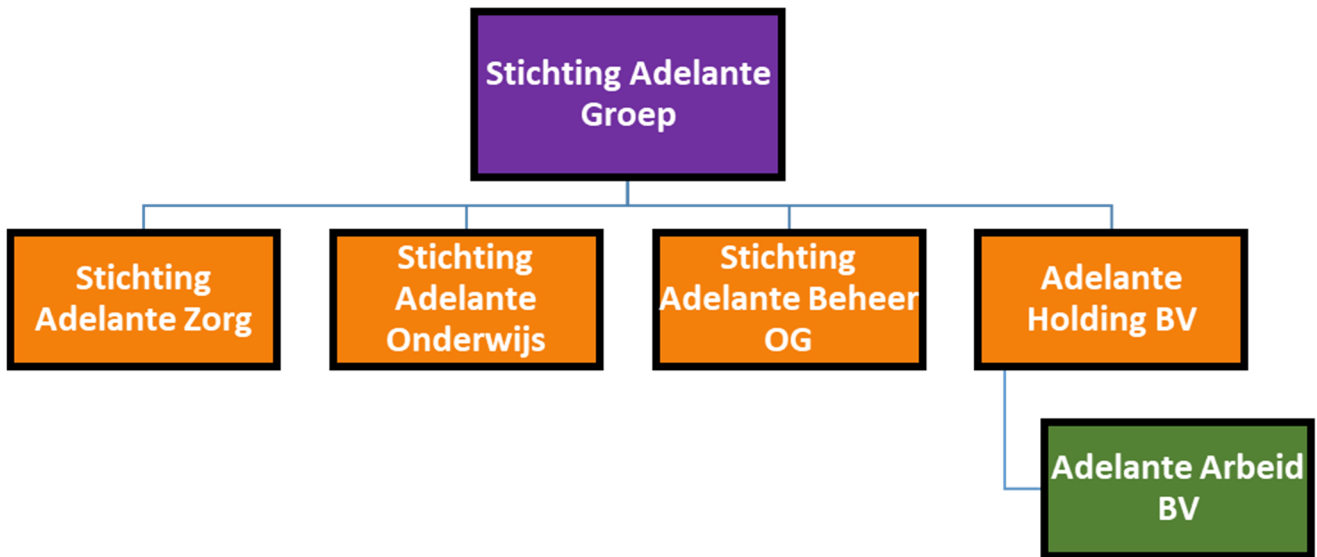 Stichting Adelante
Groep
Stichting
Adelante Zorg
Stichting
Adelante
Onderwijs
Stichting
Adelante Beheer
OG
Adelante
Holding BV
Adelante Arbeid
BV